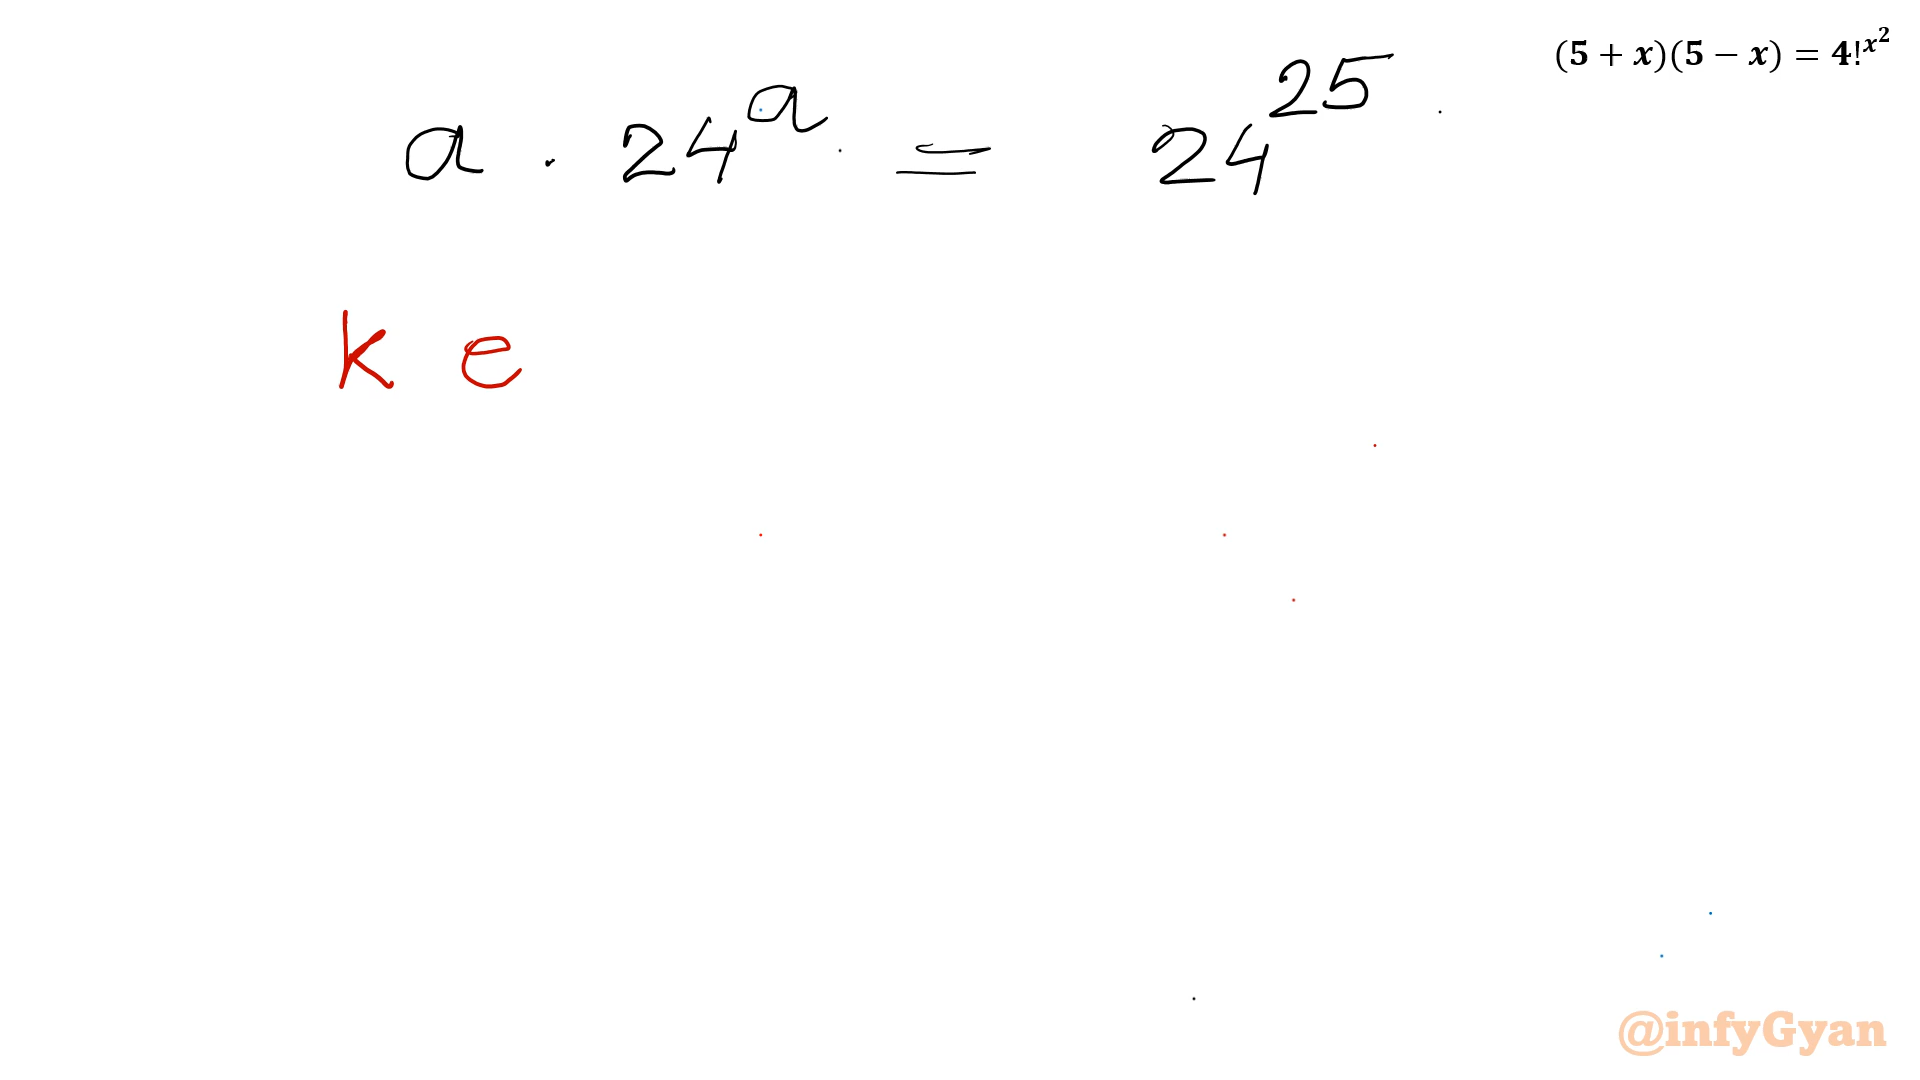 (5 + x)(5 − x) = 4!^{x^2}
a · 24^a = 24^{25}
k e
@infyGyan